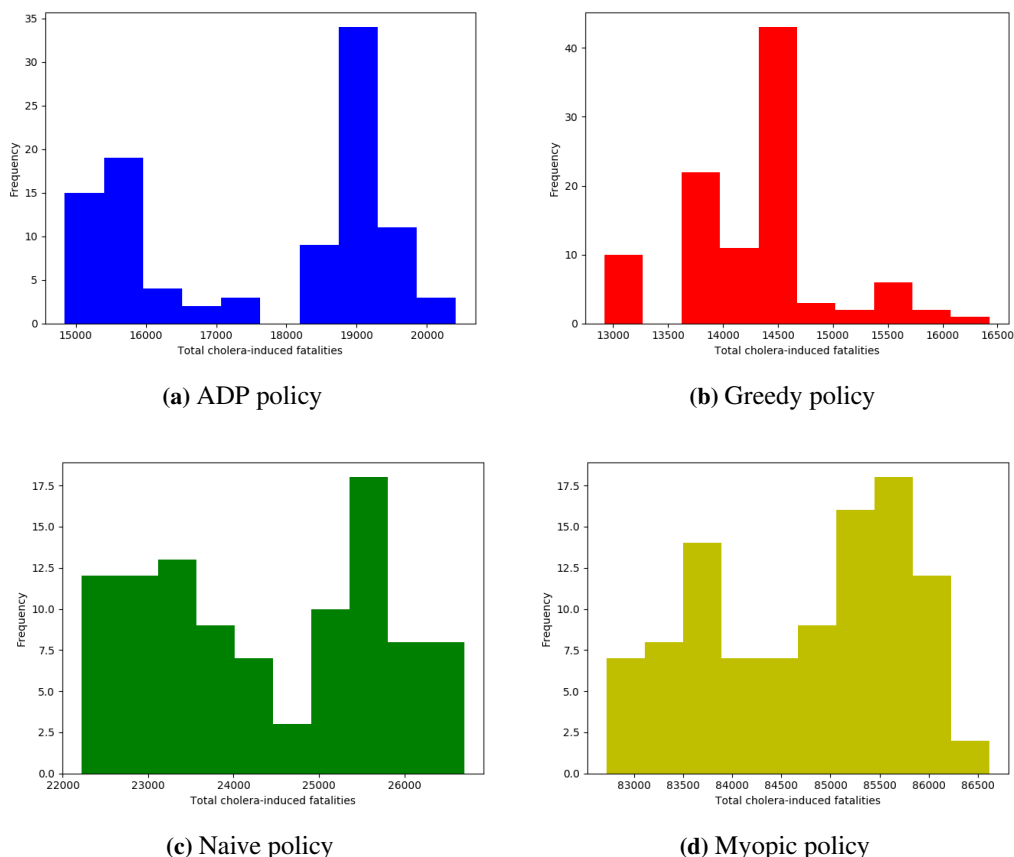 35
30
25
20
15
10
5
0
Frequency
15000 16000 17000 18000 19000 20000
Total cholera-induced fatalities
(a) ADP policy
40
30
20
10
0
Frequency
13000 13500 14000 14500 15000 15500 16000 16500
Total cholera-induced fatalities
(b) Greedy policy
17.5
15.0
12.5
10.0
7.5
5.0
2.5
0.0
Frequency
22000 23000 24000 25000 26000
Total cholera-induced fatalities
(c) Naive policy
17.5
15.0
12.5
10.0
7.5
5.0
2.5
0.0
Frequency
83000 83500 84000 84500 85000 85500 86000 86500
Total cholera-induced fatalities
(d) Myopic policy